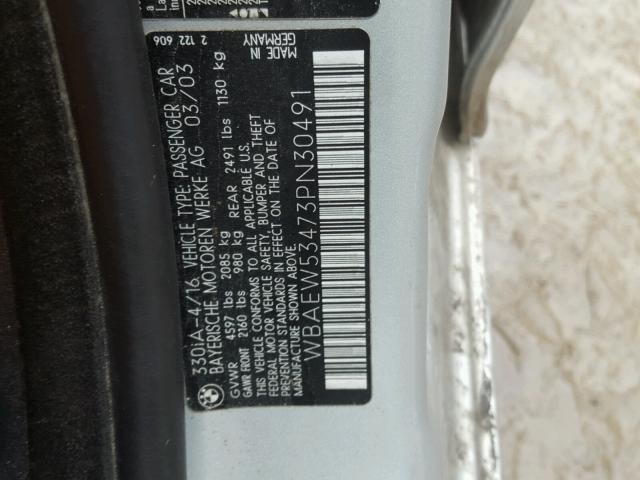 330iA-4/16 VEHICLE TYPE: PASSENGER CAR
BAYERISCHE MOTOREN WERKE AG 03/03
GVWR 4597 lbs 2085 kg REAR 2491 lbs 1130 kg
GAWR FRONT 2160 lbs 980 kg
THIS VEHICLE CONFORMS TO ALL APPLICABLE
FEDERAL MOTOR VEHICLE SAFETY, BUMPER AND THEFT
PREVENTION STANDARDS IN EFFECT ON THE DATE OF
MANUFACTURE SHOWN ABOVE.
WBAEW53473PN30491
2 122 606
MADE IN
GERMANY